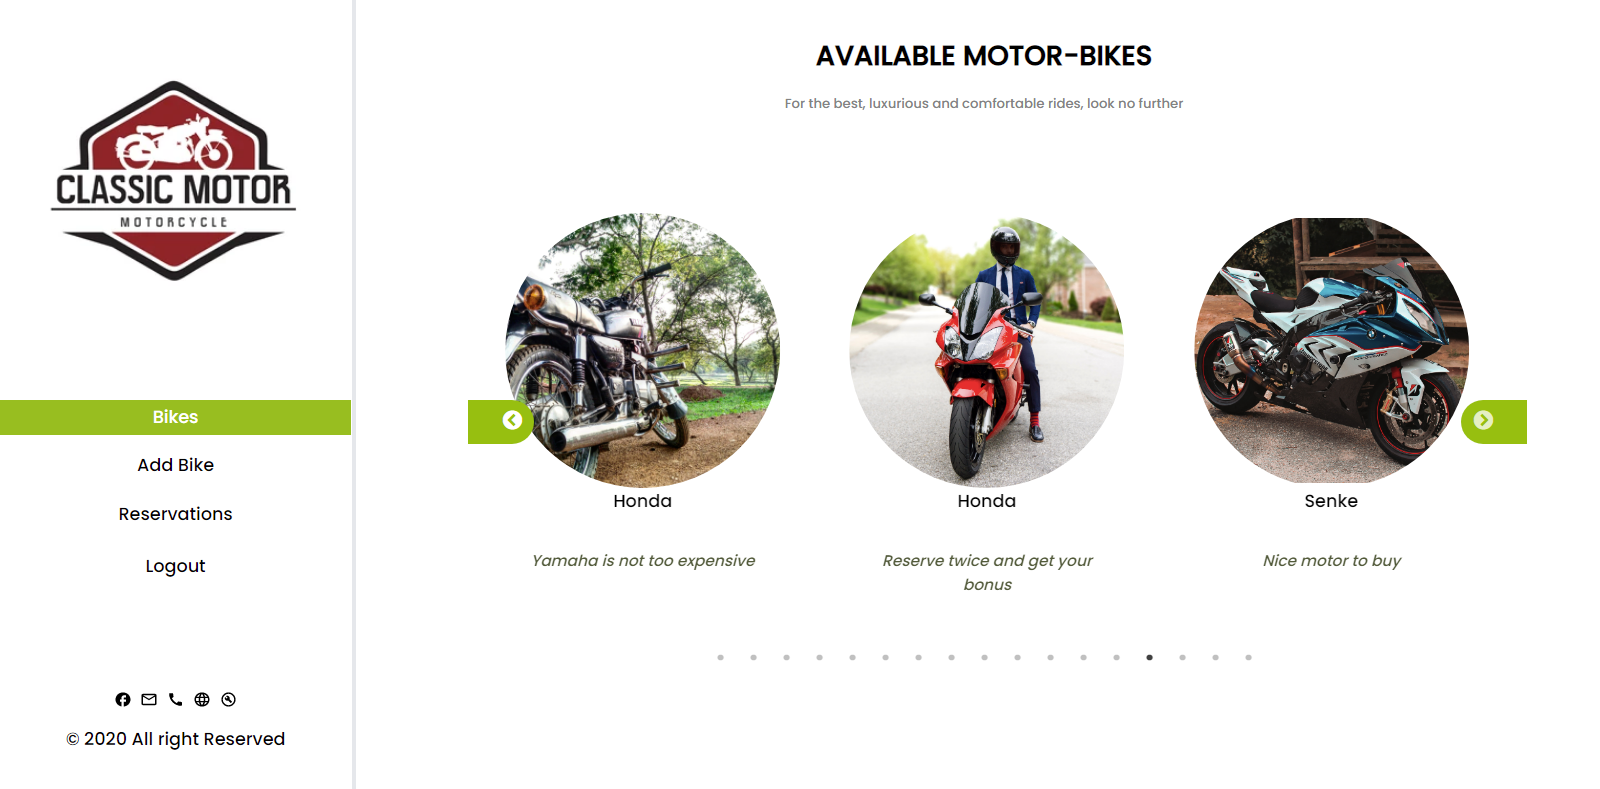 CLASSIC MOTOR
MOTORCYCLE
Bikes
Add Bike
Reservations
Logout
© 2020 All right Reserved
AVAILABLE MOTOR-BIKES
For the best, luxurious and comfortable rides, look no further
Honda
Yamaha is not too expensive
Honda
Reserve twice and get your
bonus
Senke
Nice motor to buy